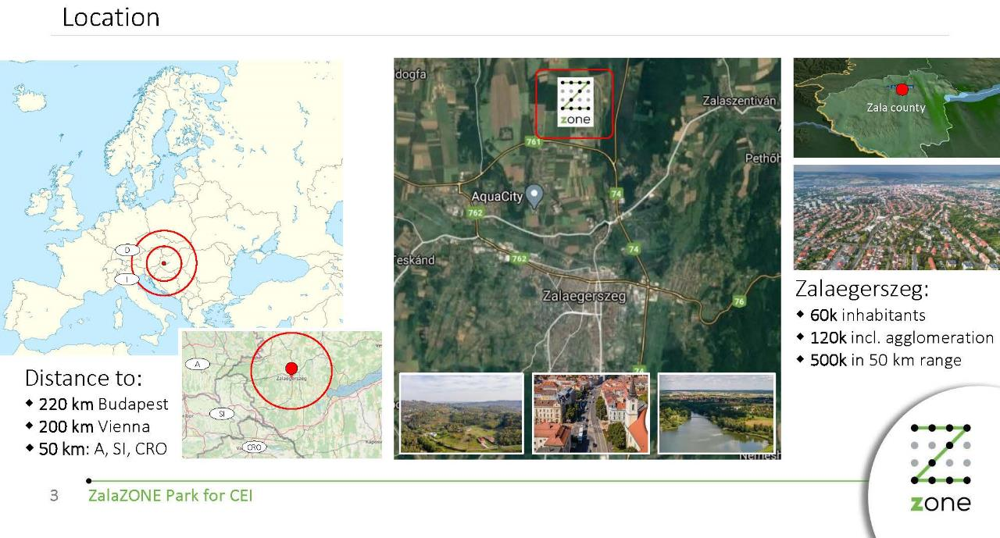 Location
D
I
Distance to:
220 km Budapest
200 km Vienna
50 km: A, SI, CRO
A
Zalaegerszeg
SI
CRO
dogfa
zone
Zalaszentiván
761
Pethőh
AquaCity
74
762
74
Teskánd
762
Zalaegerszeg
76
74
Zala county
Zalaegerszeg:
60k inhabitants
120k incl. agglomeration
500k in 50 km range
zone
3 ZalaZONE Park for CEI